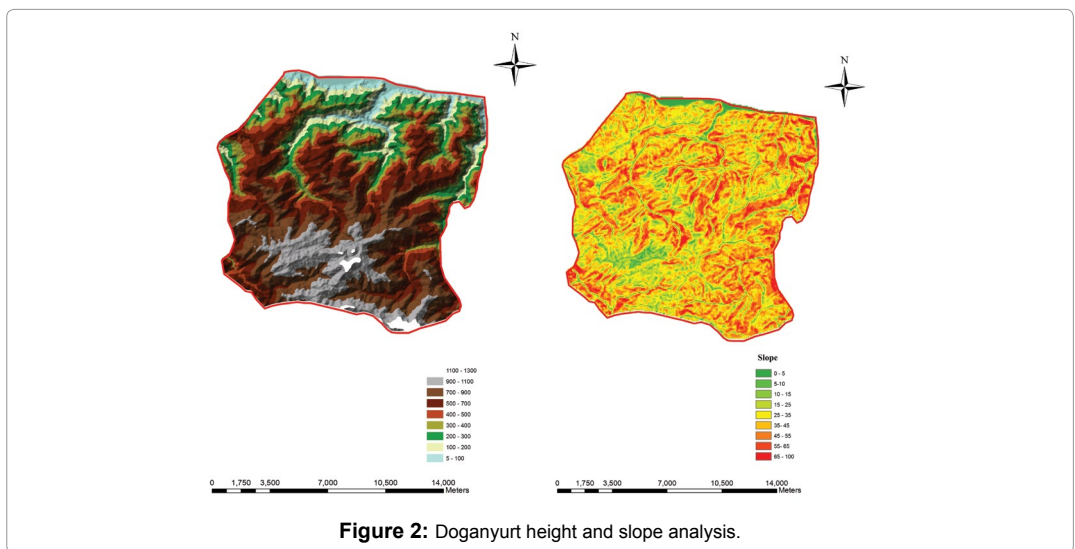 N
N
1100 - 1300
900 - 1100
700 - 900
500 - 700
400 - 500
300 - 400
200 - 300
100 - 200
5 - 100
0 1,750 3,500 7,000 10,500 14,000
Meters
Slope
0 - 5
5-10
10 - 15
15 - 25
25 - 35
35- 45
45 - 55
55- 65
65 - 100
0 1,750 3,500 7,000 10,500 14,000
Meters
Figure 2: Doganyurt height and slope analysis.